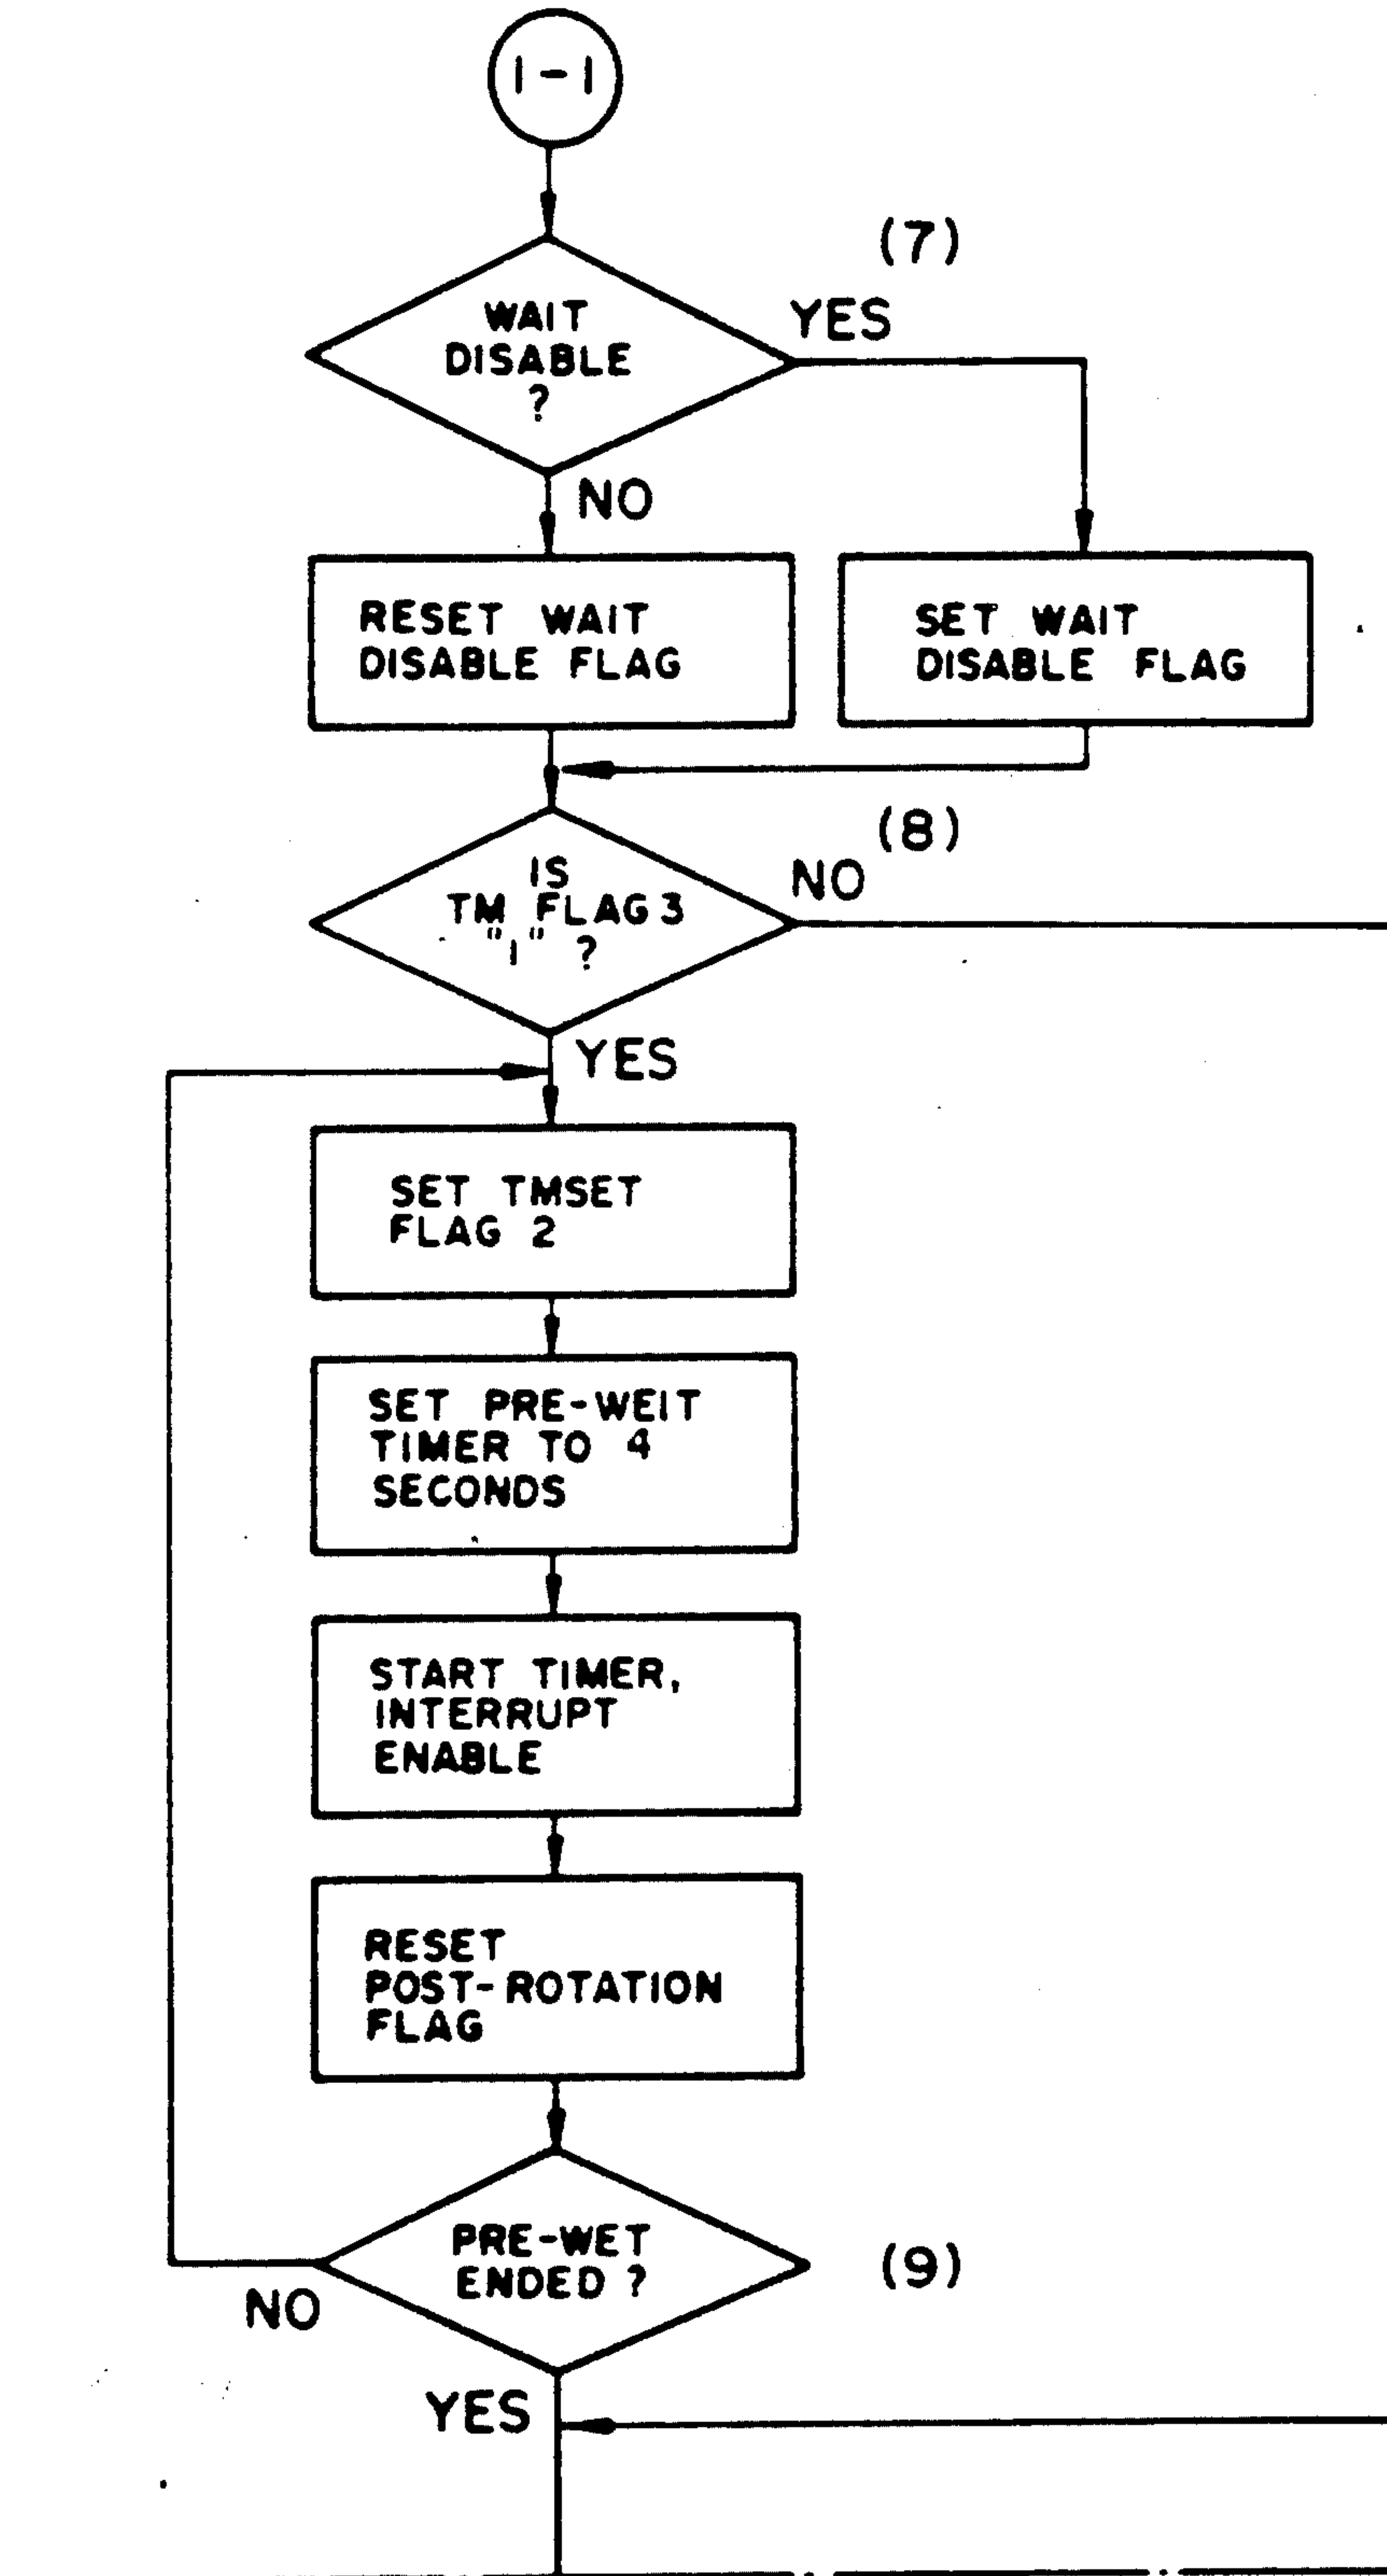 1-1
(7)
WAIT
DISABLE
?
YES
NO
RESET WAIT
DISABLE FLAG
SET WAIT
DISABLE FLAG
(8)
IS
TM FLAG 3
"1" ?
NO
YES
SET TMSET
FLAG 2
SET PRE-WEIT
TIMER TO 4
SECONDS
START TIMER,
INTERRUPT
ENABLE
RESET
POST-ROTATION
FLAG
PRE-WET
ENDED ?
(9)
NO
YES